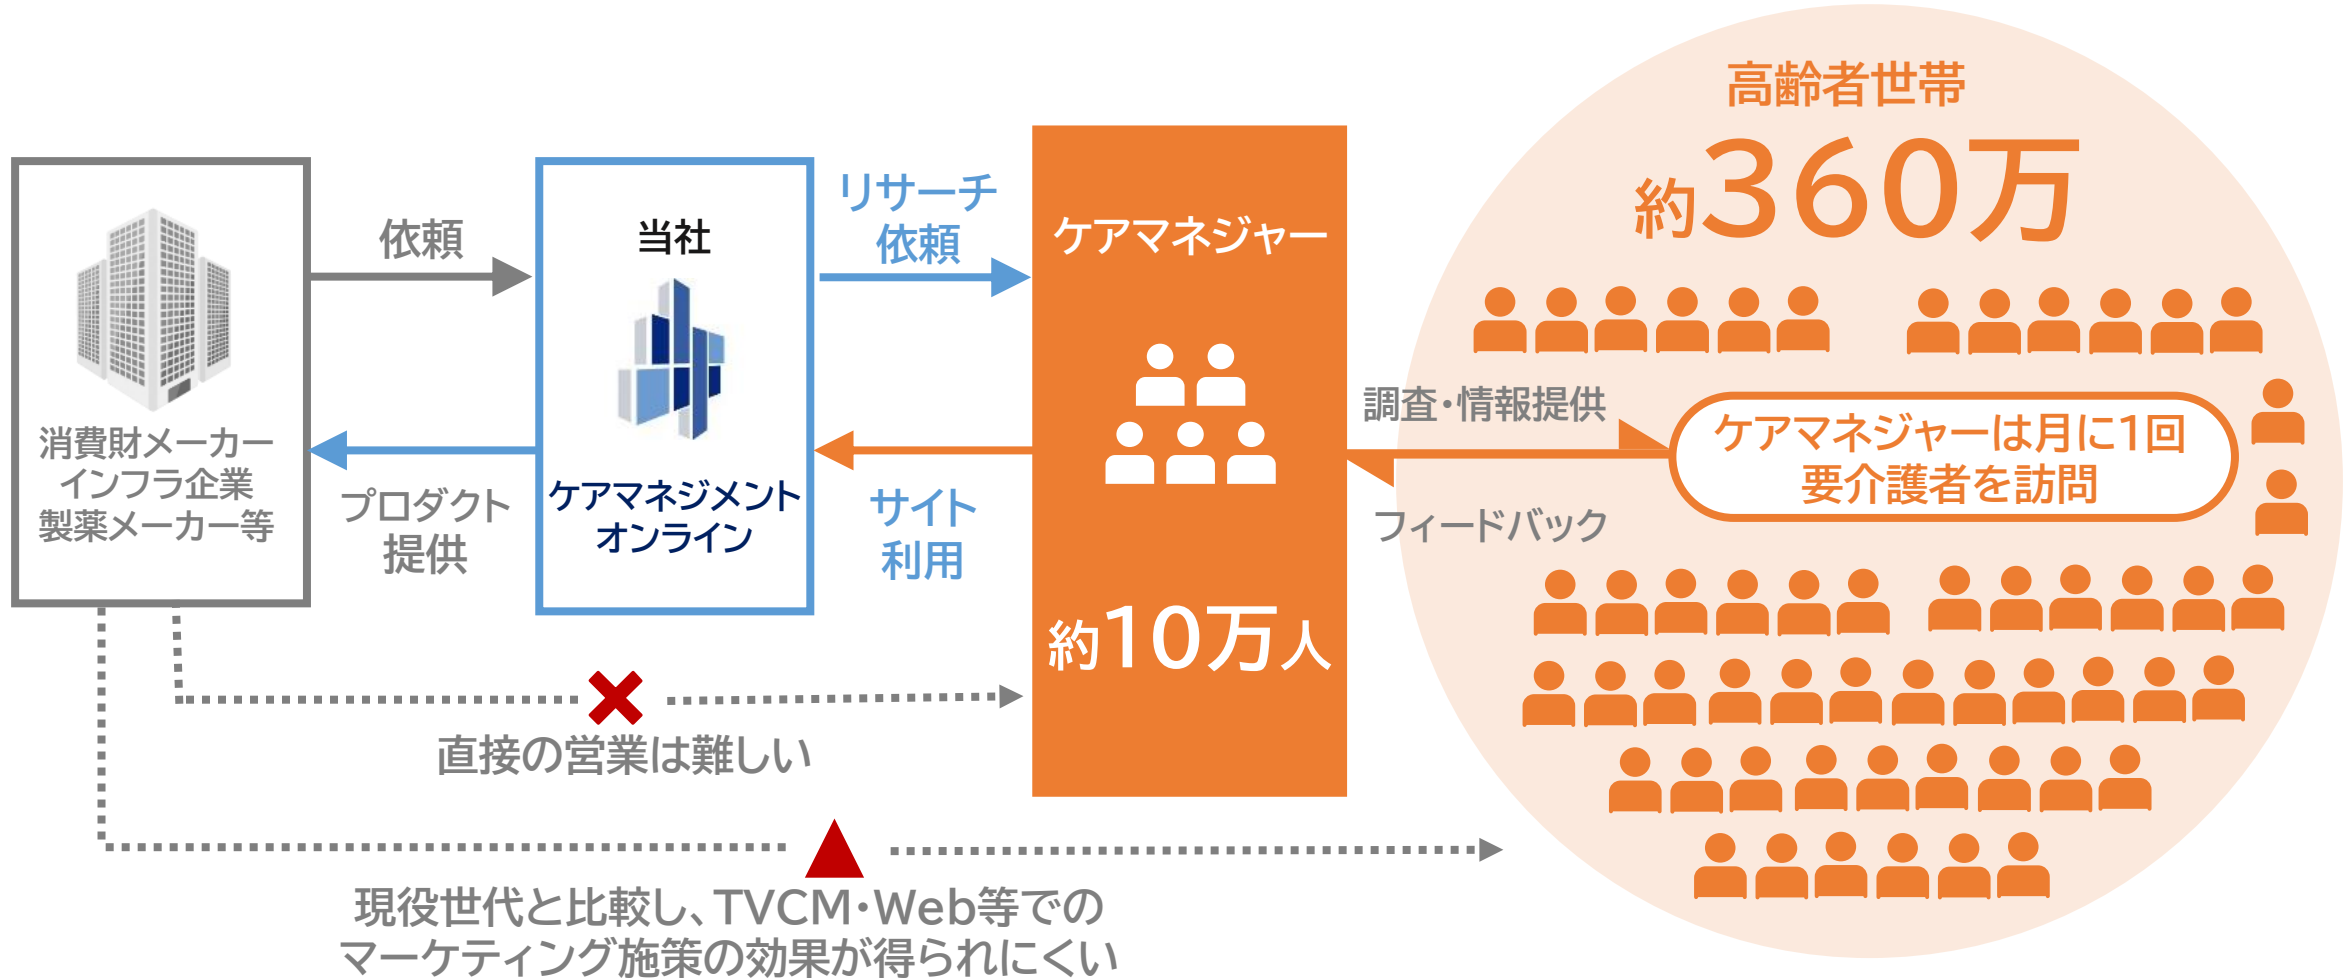 高齢者世帯
約360万
依頼
当社
リサーチ
依頼
ケアマネジャー
消費財メーカー
インフラ企業
製薬メーカー等
プロダクト
提供
ケアマネジメント
オンライン
サイト
利用
調査・情報提供
フィードバック
ケアマネジャーは月に1回
要介護者を訪問
約10万人
直接の営業は難しい
現役世代と比較し、TVCM・Web等での
マーケティング施策の効果が得られにくい